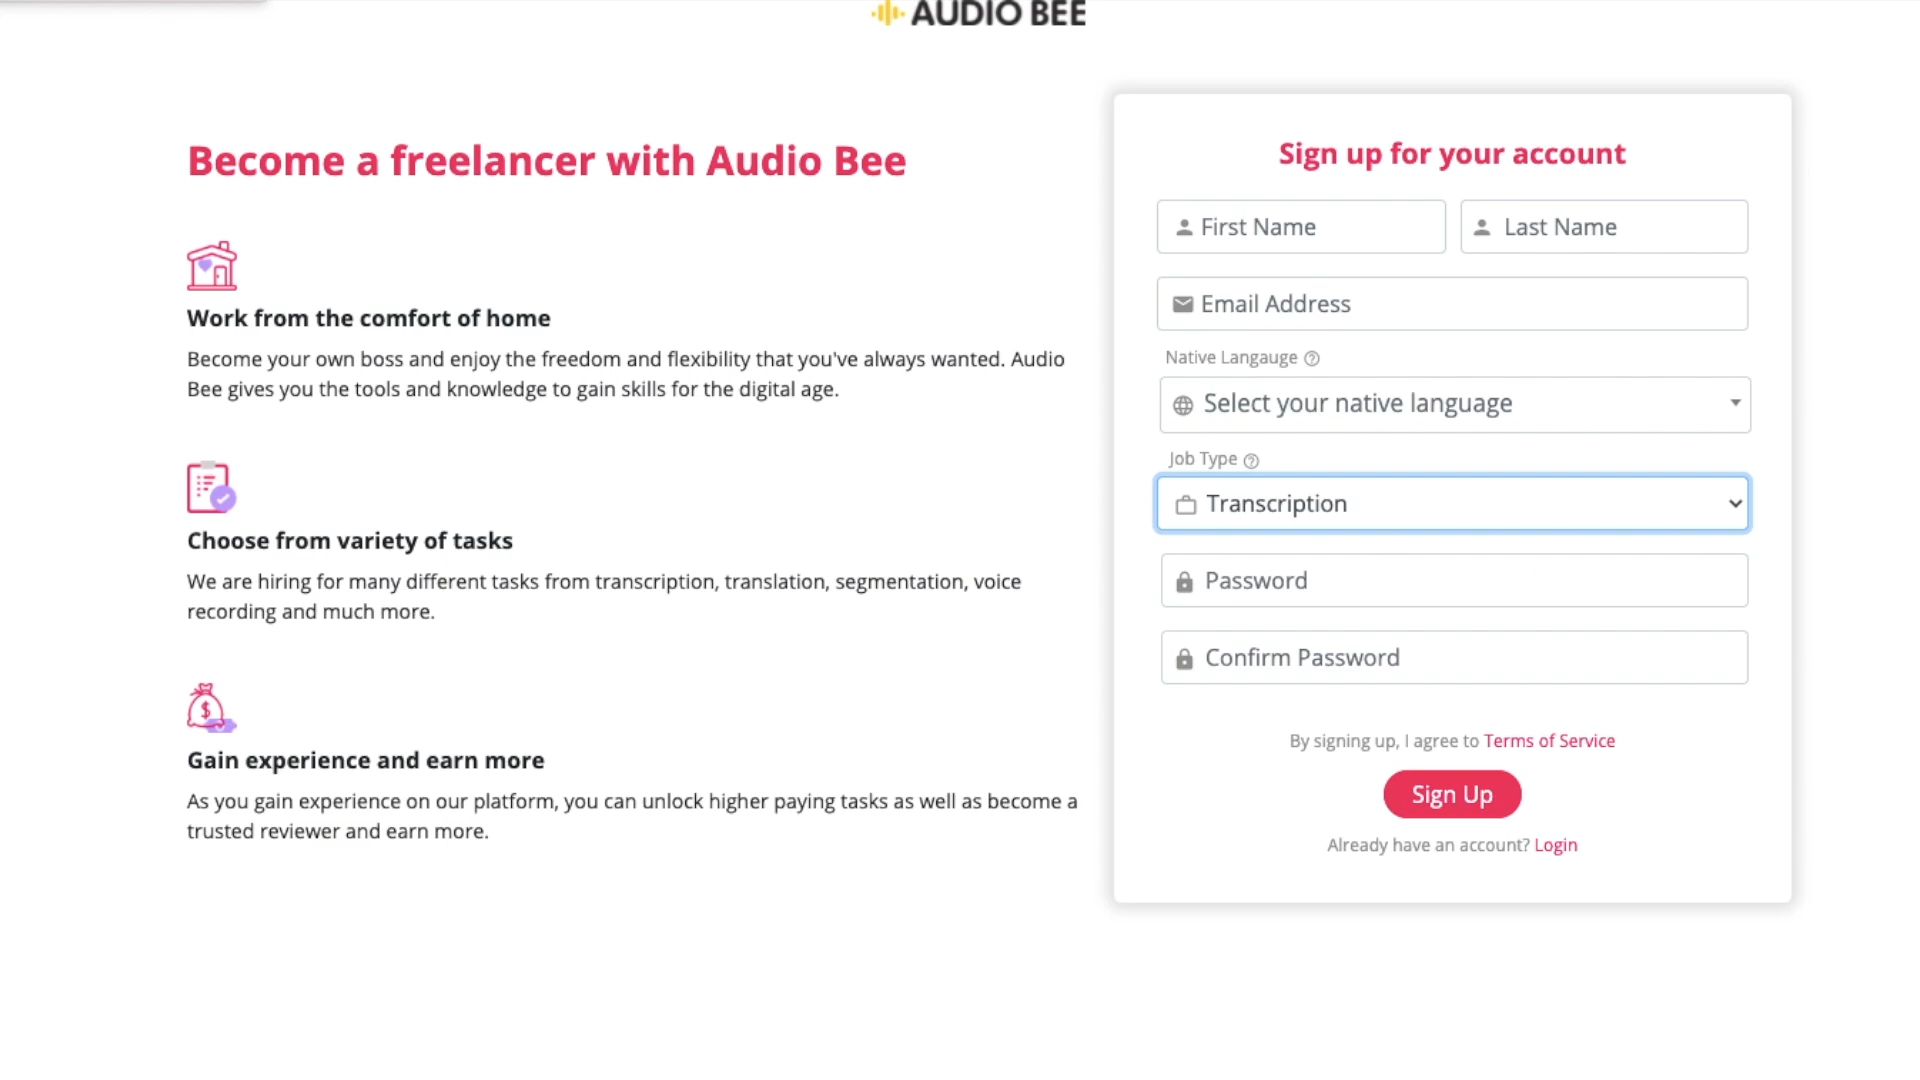 AUDIO BEE
Become a freelancer with Audio Bee
Work from the comfort of home
Become your own boss and enjoy the freedom and flexibility that you've always wanted. Audio
Bee gives you the tools and knowledge to gain skills for the digital age.
Choose from variety of tasks
We are hiring for many different tasks from transcription, translation, segmentation, voice
recording and much more.
Gain experience and earn more
As you gain experience on our platform, you can unlock higher paying tasks as well as become a
trusted reviewer and earn more.
Sign up for your account
First Name
Last Name
Email Address
Native Langauge
Select your native language
Job Type
Transcription
Password
Confirm Password
By signing up, I agree to Terms of Service
Sign Up
Already have an account? Login